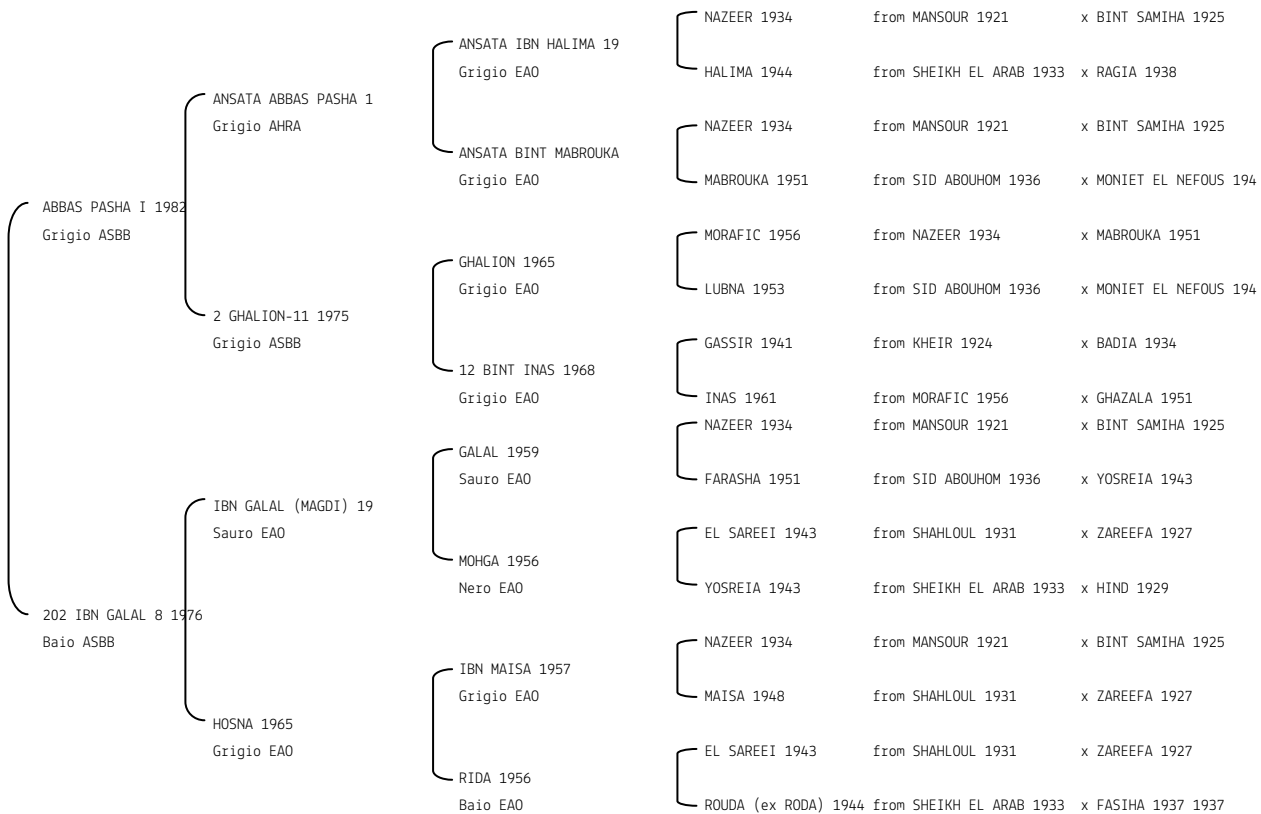 NAZEER 1934 from MANSOUR 1921 x BINT SAMIHA 1925
ANSATA IBN HALIMA 19
Grigio EAO HALIMA 1944 from SHEIKH EL ARAB 1933 x RAGIA 1938
ANSATA ABBAS PASHA 1
Grigio AHRA NAZEER 1934 from MANSOUR 1921 x BINT SAMIHA 1925
ANSATA BINT MABROUKA
Grigio EAO MABROUKA 1951 from SID ABOUHOM 1936 x MONIET EL NEFOUS 194
ABBAS PASHA I 1982
Grigio ASBB MORAFIC 1956 from NAZEER 1934 x MABROUKA 1951
GHALION 1965
Grigio EAO LUBNA 1953 from SID ABOUHOM 1936 x MONIET EL NEFOUS 194
2 GHALION-11 1975
Grigio ASBB GASSIR 1941 from KHEIR 1924 x BADIA 1934
12 BINT INAS 1968
Grigio EAO INAS 1961 from MORAFIC 1956 x GHAZALA 1951
NAZEER 1934 from MANSOUR 1921 x BINT SAMIHA 1925
GALAL 1959
Sauro EAO FARASHA 1951 from SID ABOUHOM 1936 x YOSREIA 1943
IBN GALAL (MAGDI) 19
Sauro EAO EL SAREEI 1943 from SHAHLOUL 1931 x ZAREEFA 1927
MOHGA 1956
Nero EAO YOSREIA 1943 from SHEIKH EL ARAB 1933 x HIND 1929
202 IBN GALAL 8 1976
Baio ASBB NAZEER 1934 from MANSOUR 1921 x BINT SAMIHA 1925
IBN MAISA 1957
Grigio EAO MAISA 1948 from SHAHLOUL 1931 x ZAREEFA 1927
HOSNA 1965
Grigio EAO EL SAREEI 1943 from SHAHLOUL 1931 x ZAREEFA 1927
RIDA 1956
Baio EAO ROUDA (ex RODA) 1944 from SHEIKH EL ARAB 1933 x FASIHA 1937 1937